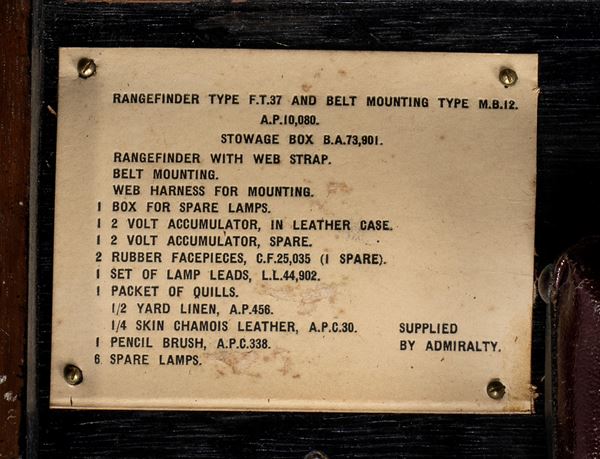 RANGEFINDER TYPE F.T.37 AND BELT MOUNTING TYPE M.B.12.
A.P.10,080.
STOWAGE BOX B.A.73,901.
RANGEFINDER WITH WEB STRAP.
BELT MOUNTING.
WEB HARNESS FOR MOUNTING.
1 BOX FOR SPARE LAMPS.
1 2 VOLT ACCUMULATOR, IN LEATHER CASE.
1 2 VOLT ACCUMULATOR, SPARE.
2 RUBBER FACEPIECES, C.F.25,035 (1 SPARE).
1 SET OF LAMP LEADS, L.L.44,902.
1 PACKET OF QUILLS.
1/2 YARD LINEN, A.P.456.
1/4 SKIN CHAMOIS LEATHER, A.P.C.30. SUPPLIED
1 PENCIL BRUSH, A.P.C.338. BY ADMIRALTY.
6 SPARE LAMPS.